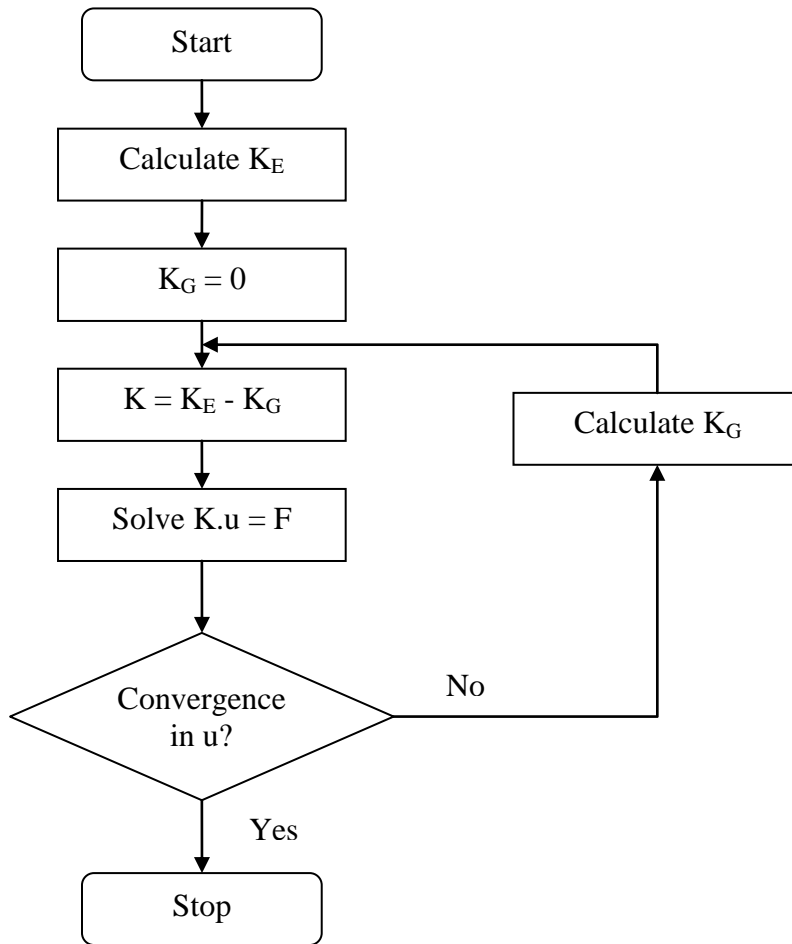 Start
Calculate K_E
K_G = 0
K = K_E - K_G
Calculate K_G
Solve K.u = F
Convergence
in u?
No
Yes
Stop